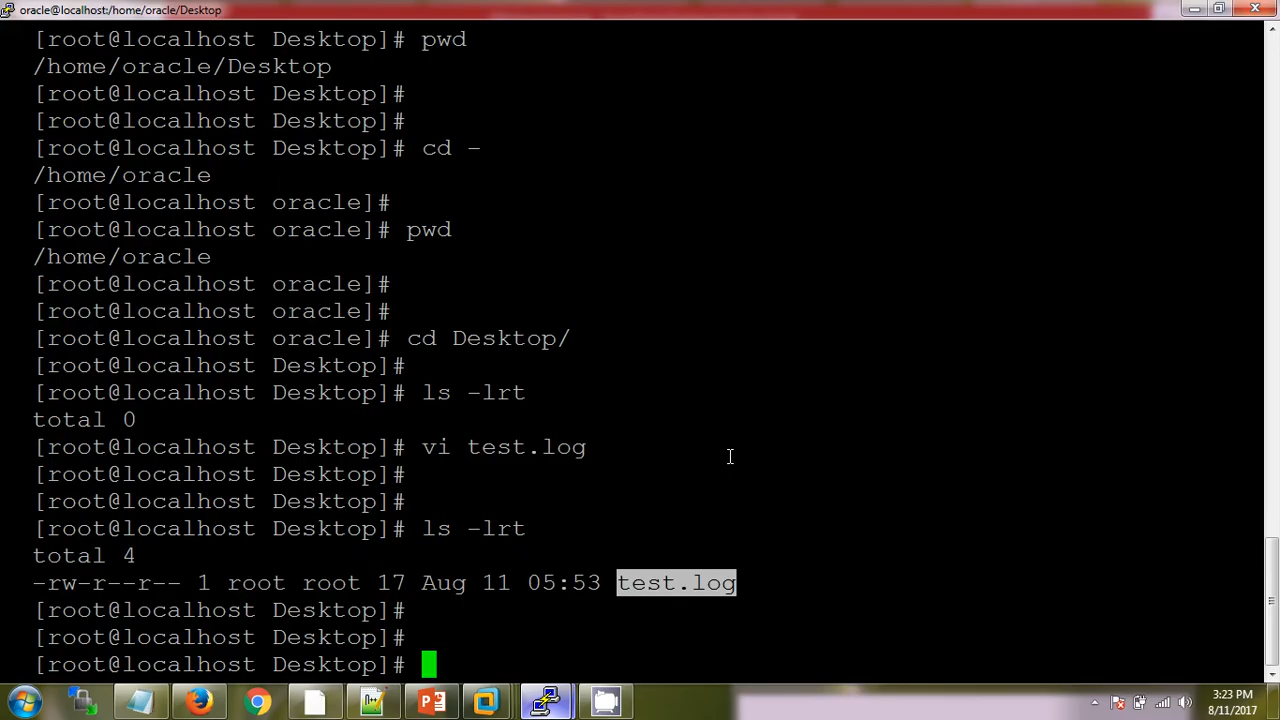 oracle@localhost:/home/oracle/Desktop
[root@localhost Desktop]# pwd
/home/oracle/Desktop
[root@localhost Desktop]#
[root@localhost Desktop]#
[root@localhost Desktop]# cd -
/home/oracle
[root@localhost oracle]#
[root@localhost oracle]# pwd
/home/oracle
[root@localhost oracle]#
[root@localhost oracle]#
[root@localhost oracle]# cd Desktop/
[root@localhost Desktop]#
[root@localhost Desktop]# ls -lrt
total 0
[root@localhost Desktop]# vi test.log
[root@localhost Desktop]#
[root@localhost Desktop]#
[root@localhost Desktop]# ls -lrt
total 4
-rw-r--r-- 1 root root 17 Aug 11 05:53 test.log
[root@localhost Desktop]#
[root@localhost Desktop]#
[root@localhost Desktop]#
3:23 PM
8/11/2017